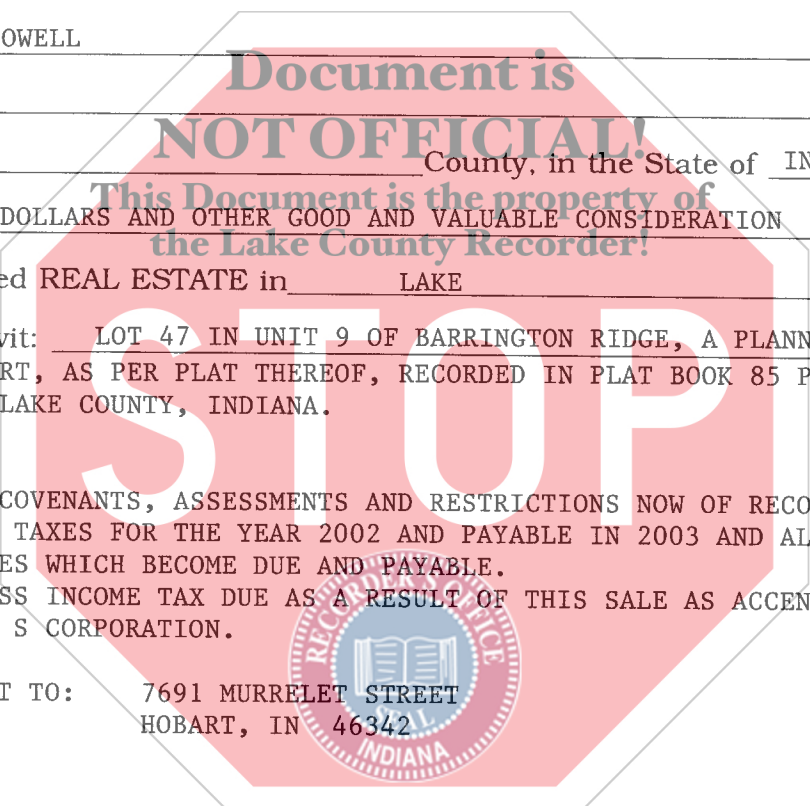 OWELL
Document is
NOT OFFICIAL!
County, in the State of IN
This Document is the property of
DOLLARS AND OTHER GOOD AND VALUABLE CONSIDERATION
the Lake County Recorder!
ed REAL ESTATE in LAKE
vit: LOT 47 IN UNIT 9 OF BARRINGTON RIDGE, A PLANN
RT, AS PER PLAT THEREOF, RECORDED IN PLAT BOOK 85 P
LAKE COUNTY, INDIANA.
STOP
COVENANTS, ASSESSMENTS AND RESTRICTIONS NOW OF RECO
TAXES FOR THE YEAR 2002 AND PAYABLE IN 2003 AND AL
ES WHICH BECOME DUE AND PAYABLE.
SS INCOME TAX DUE AS A RESULT OF THIS SALE AS ACCEN
S CORPORATION.
RECORDER'S OFFICE
T TO: 7691 MURRELET STREET
SEAL
HOBART, IN 46342
INDIANA